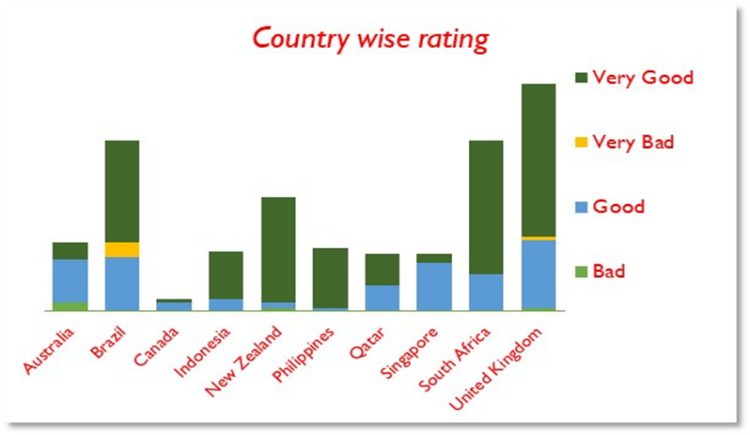 Country wise rating
Very Good
Very Bad
Good
Bad
Australia
Brazil
Canada
Indonesia
New Zealand
Philippines
Qatar
Singapore
South Africa
United Kingdom